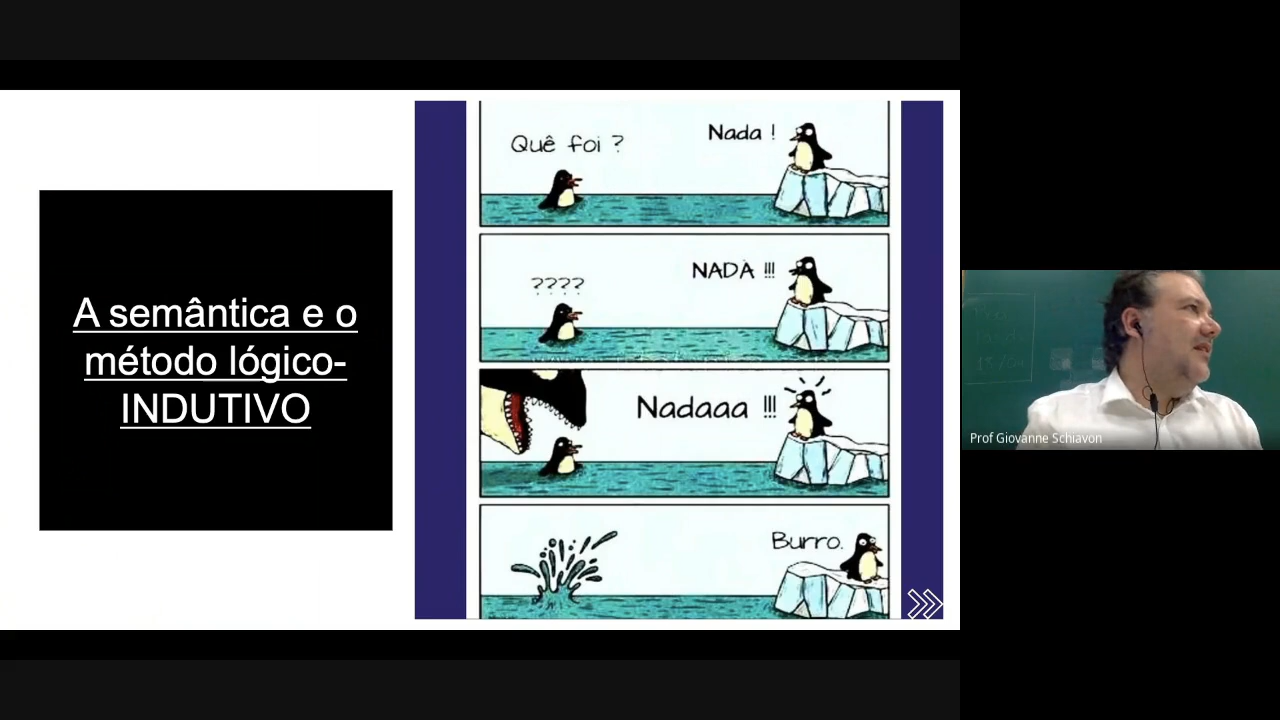 A semântica e o
método lógico-
INDUTIVO
Quê foi ?
Nada !
????
NADA !!!
Nadaaa !!!
Burro.
Prof Giovanne Schiavon